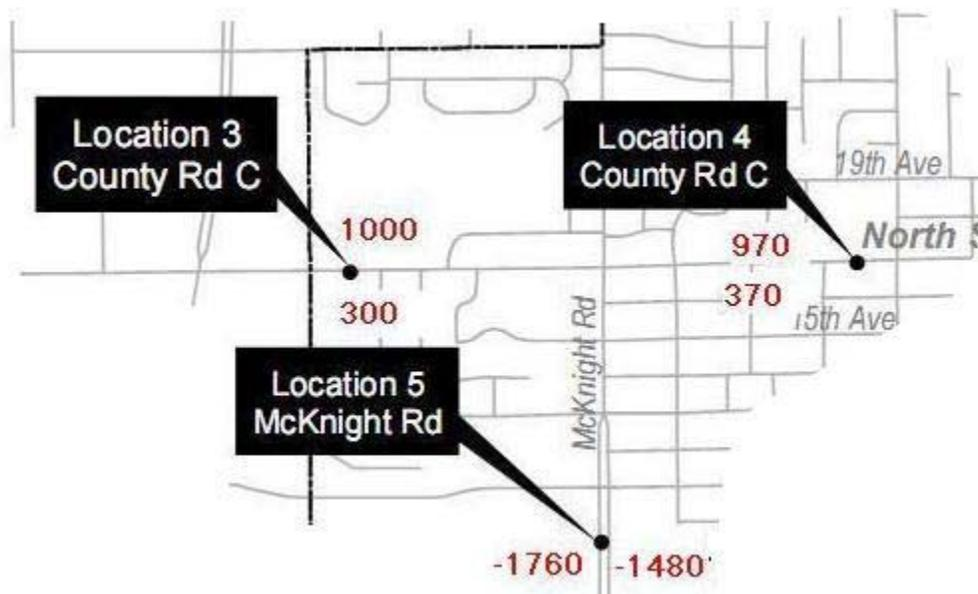 Location 3
County Rd C
Location 4
County Rd C
19th Ave
1000
970
North S
300
370
15th Ave
McKnight Rd
Location 5
McKnight Rd
-1760
-1480